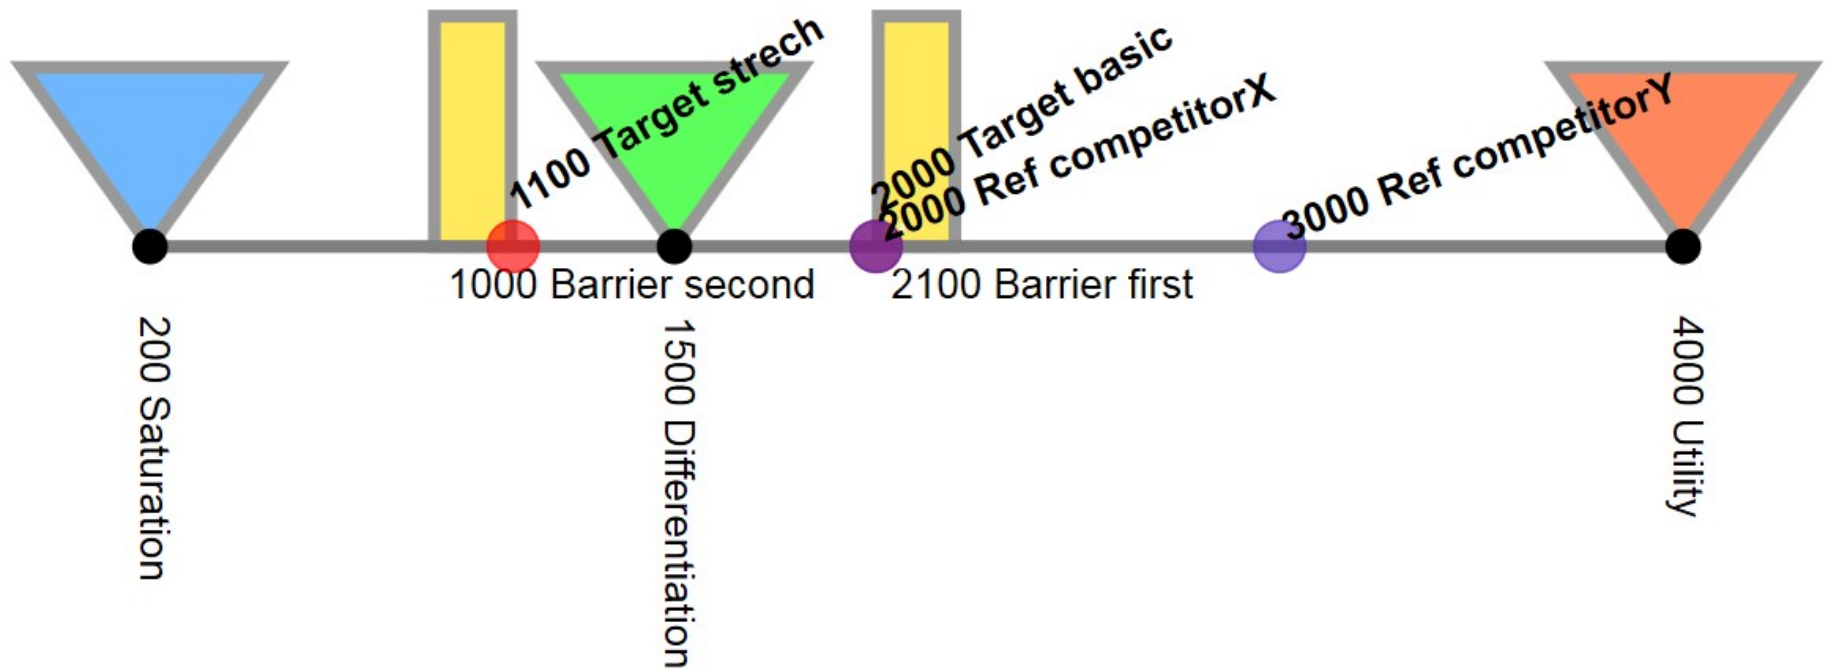 1100 Target strech
2000 Target basic
2000 Ref competitorX
3000 Ref competitorY
1000 Barrier second
2100 Barrier first
200 Saturation
1500 Differentiation
4000 Utility